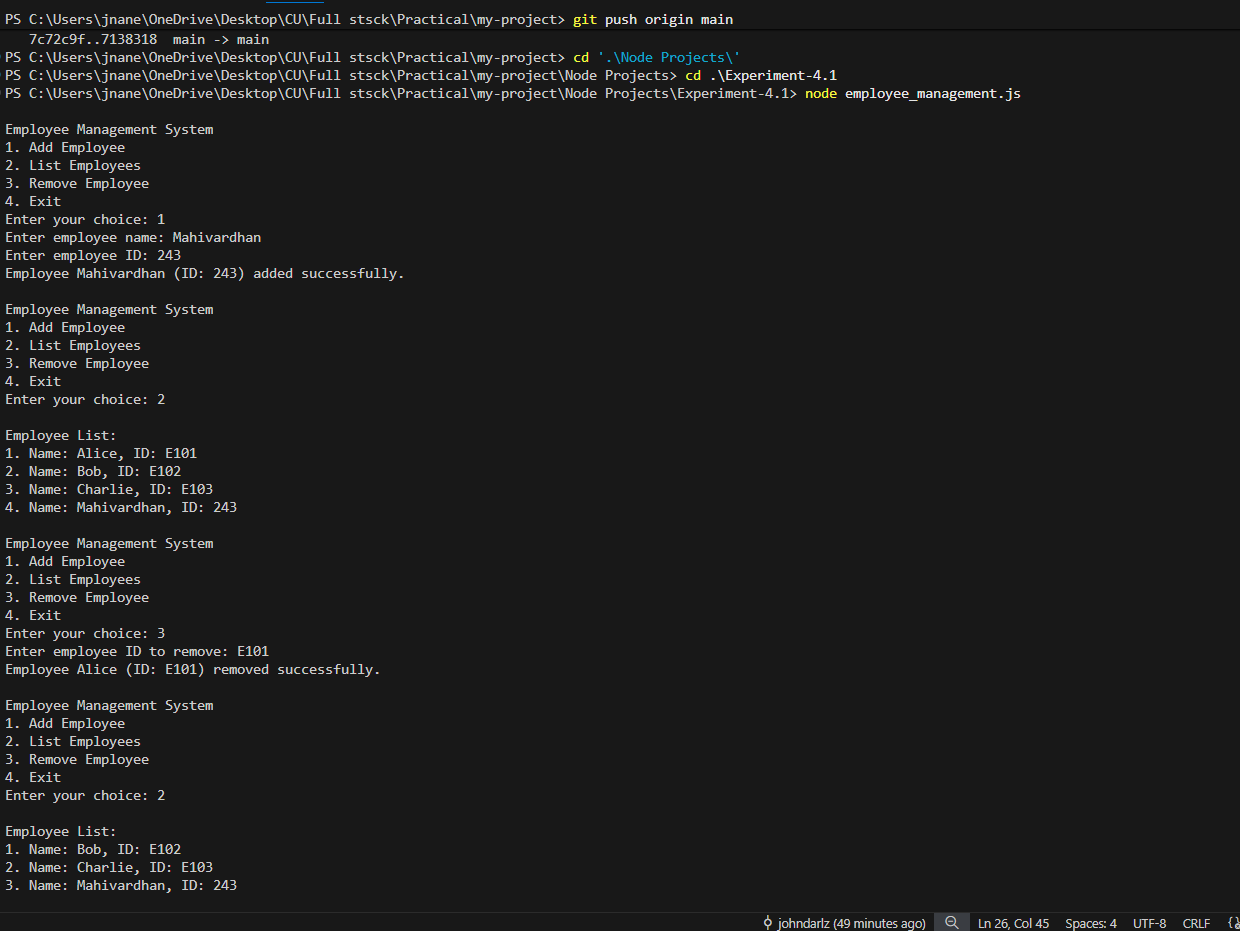 PS C:\Users\jnane\OneDrive\Desktop\CU\Full stsck\Practical\my-project> git push origin main
7c72c9f..7138318  main -> main
PS C:\Users\jnane\OneDrive\Desktop\CU\Full stsck\Practical\my-project> cd '.\Node Projects\'
PS C:\Users\jnane\OneDrive\Desktop\CU\Full stsck\Practical\my-project\Node Projects> cd .\Experiment-4.1
PS C:\Users\jnane\OneDrive\Desktop\CU\Full stsck\Practical\my-project\Node Projects\Experiment-4.1> node employee_management.js
Employee Management System
1. Add Employee
2. List Employees
3. Remove Employee
4. Exit
Enter your choice: 1
Enter employee name: Mahivardhan
Enter employee ID: 243
Employee Mahivardhan (ID: 243) added successfully.
Employee Management System
1. Add Employee
2. List Employees
3. Remove Employee
4. Exit
Enter your choice: 2
Employee List:
1. Name: Alice, ID: E101
2. Name: Bob, ID: E102
3. Name: Charlie, ID: E103
4. Name: Mahivardhan, ID: 243
Employee Management System
1. Add Employee
2. List Employees
3. Remove Employee
4. Exit
Enter your choice: 3
Enter employee ID to remove: E101
Employee Alice (ID: E101) removed successfully.
Employee Management System
1. Add Employee
2. List Employees
3. Remove Employee
4. Exit
Enter your choice: 2
Employee List:
1. Name: Bob, ID: E102
2. Name: Charlie, ID: E103
3. Name: Mahivardhan, ID: 243
johndarlz (49 minutes ago) Ln 26, Col 45 Spaces: 4 UTF-8 CRLF {}